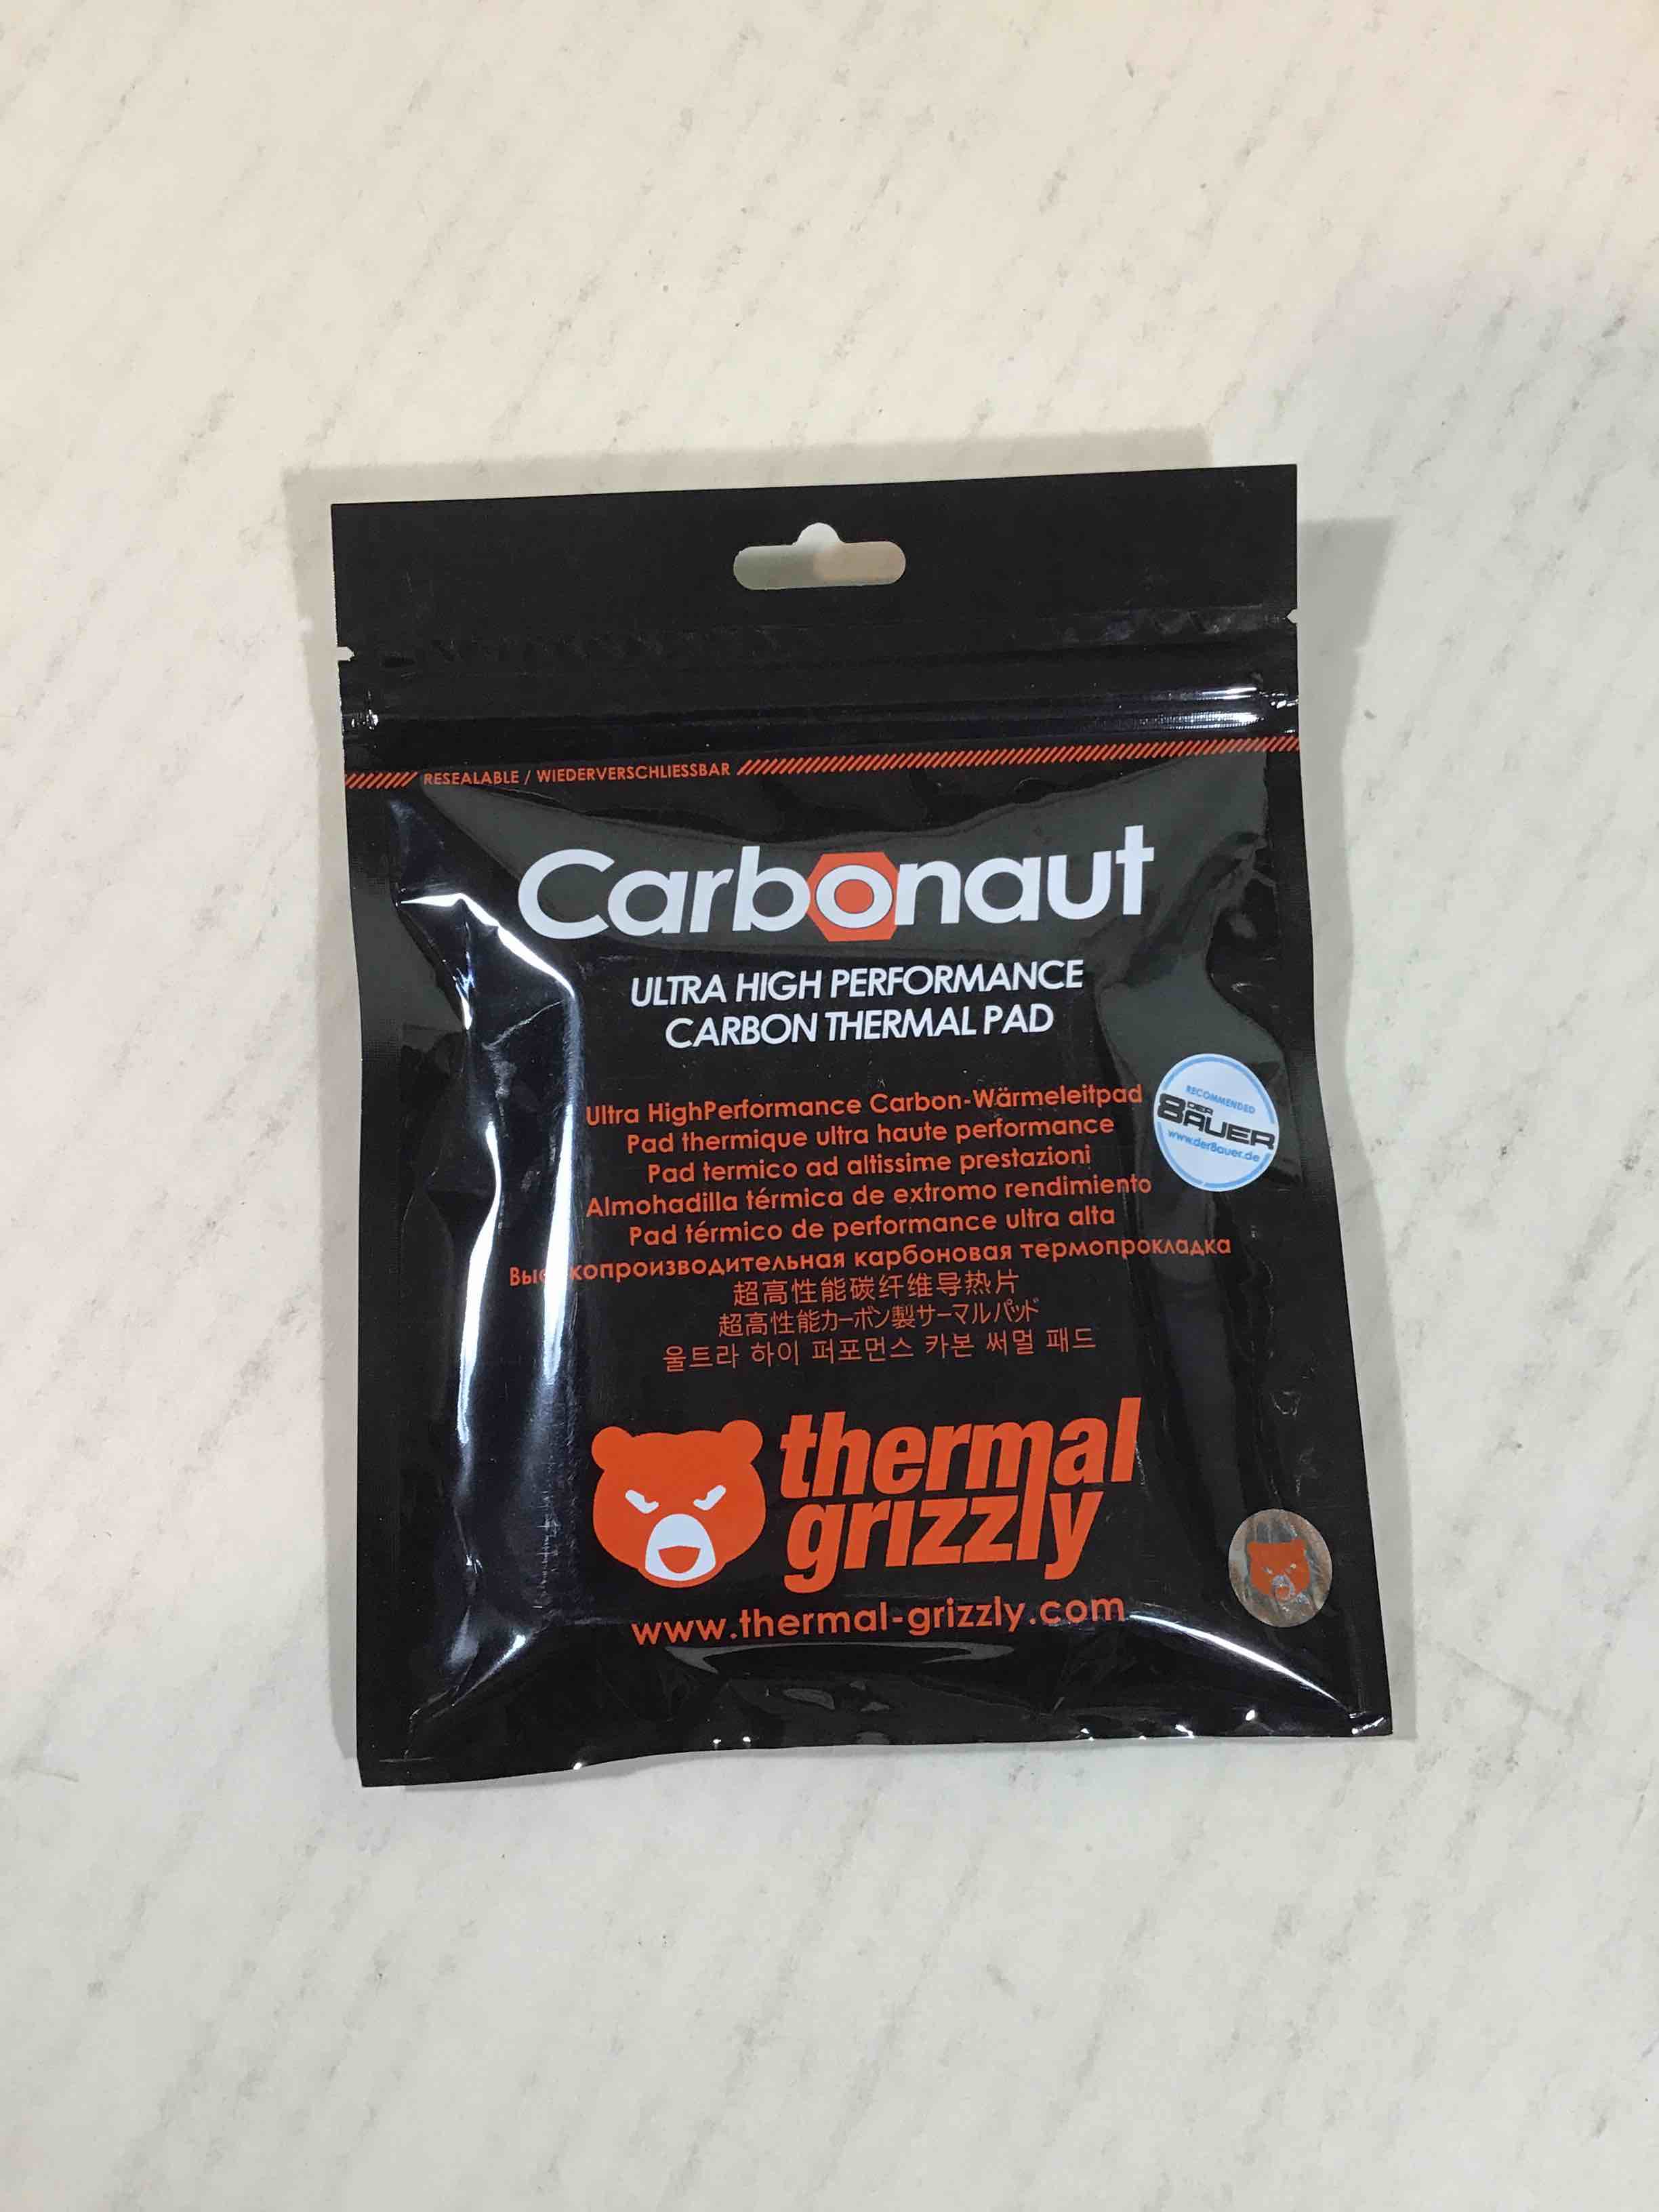 RESEALABLE / WIEDERVERSCHLIESSBAR
Carbonaut
ULTRA HIGH PERFORMANCE
CARBON THERMAL PAD
Ultra HighPerformance Carbon-Wärmeleitpad
Pad thermique ultra haute performance
Pad termico ad altissime prestazioni
Almohadilla térmica de extromo rendimiento
Pad térmico de performance ultra alta
карбоновая термопрокладка
超高性能碳纤维导热片
超高性能カーボン製サーマルパッド
울트라 하이 퍼포먼스 카본 써멀 패드
RECOMMENDED
DER
8AUER
www.der8auer.de
thermal
grizzly
www.thermal-grizzly.com